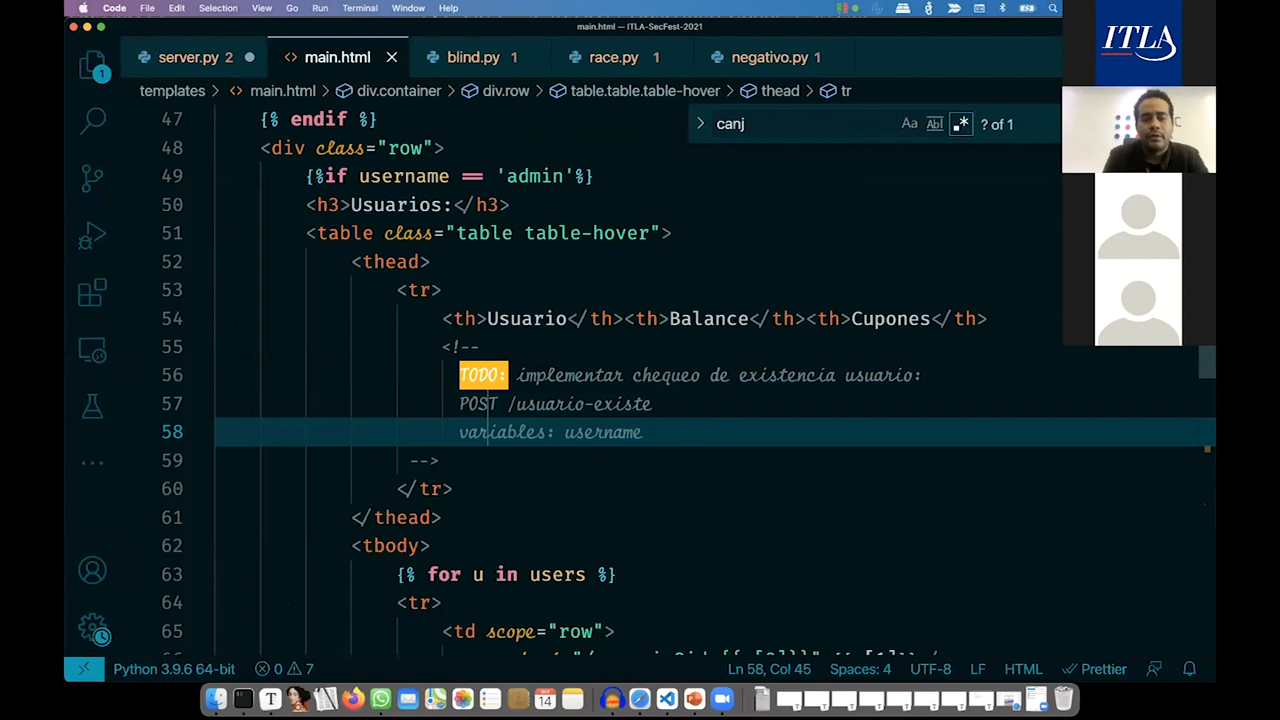 Code File Edit Selection View Go Run Terminal Window Help
main.html — ITLA-SecFest-2021
server.py 2 main.html blind.py 1 race.py 1 negativo.py 1
templates > main.html > div.container > div.row > table.table.table-hover > thead > tr
canj Aa Abl .* ? of 1
47 {% endif %}
48 <div class="row">
49 {%if username == 'admin'%}
50 <h3>Usuarios:</h3>
51 <table class="table table-hover">
52 <thead>
53 <tr>
54 <th>Usuario</th><th>Balance</th><th>Cupones</th>
55 <!--
56 TODO: implementar chequeo de existencia usuario:
57 POST /usuario-existe
58 variables: username
59 -->
60 </tr>
61 </thead>
62 <tbody>
63 {% for u in users %}
64 <tr>
65 <td scope="row">
Python 3.9.6 64-bit 0 7 Ln 58, Col 45 Spaces: 4 UTF-8 LF HTML Prettier
ITLA
1
OCT
14